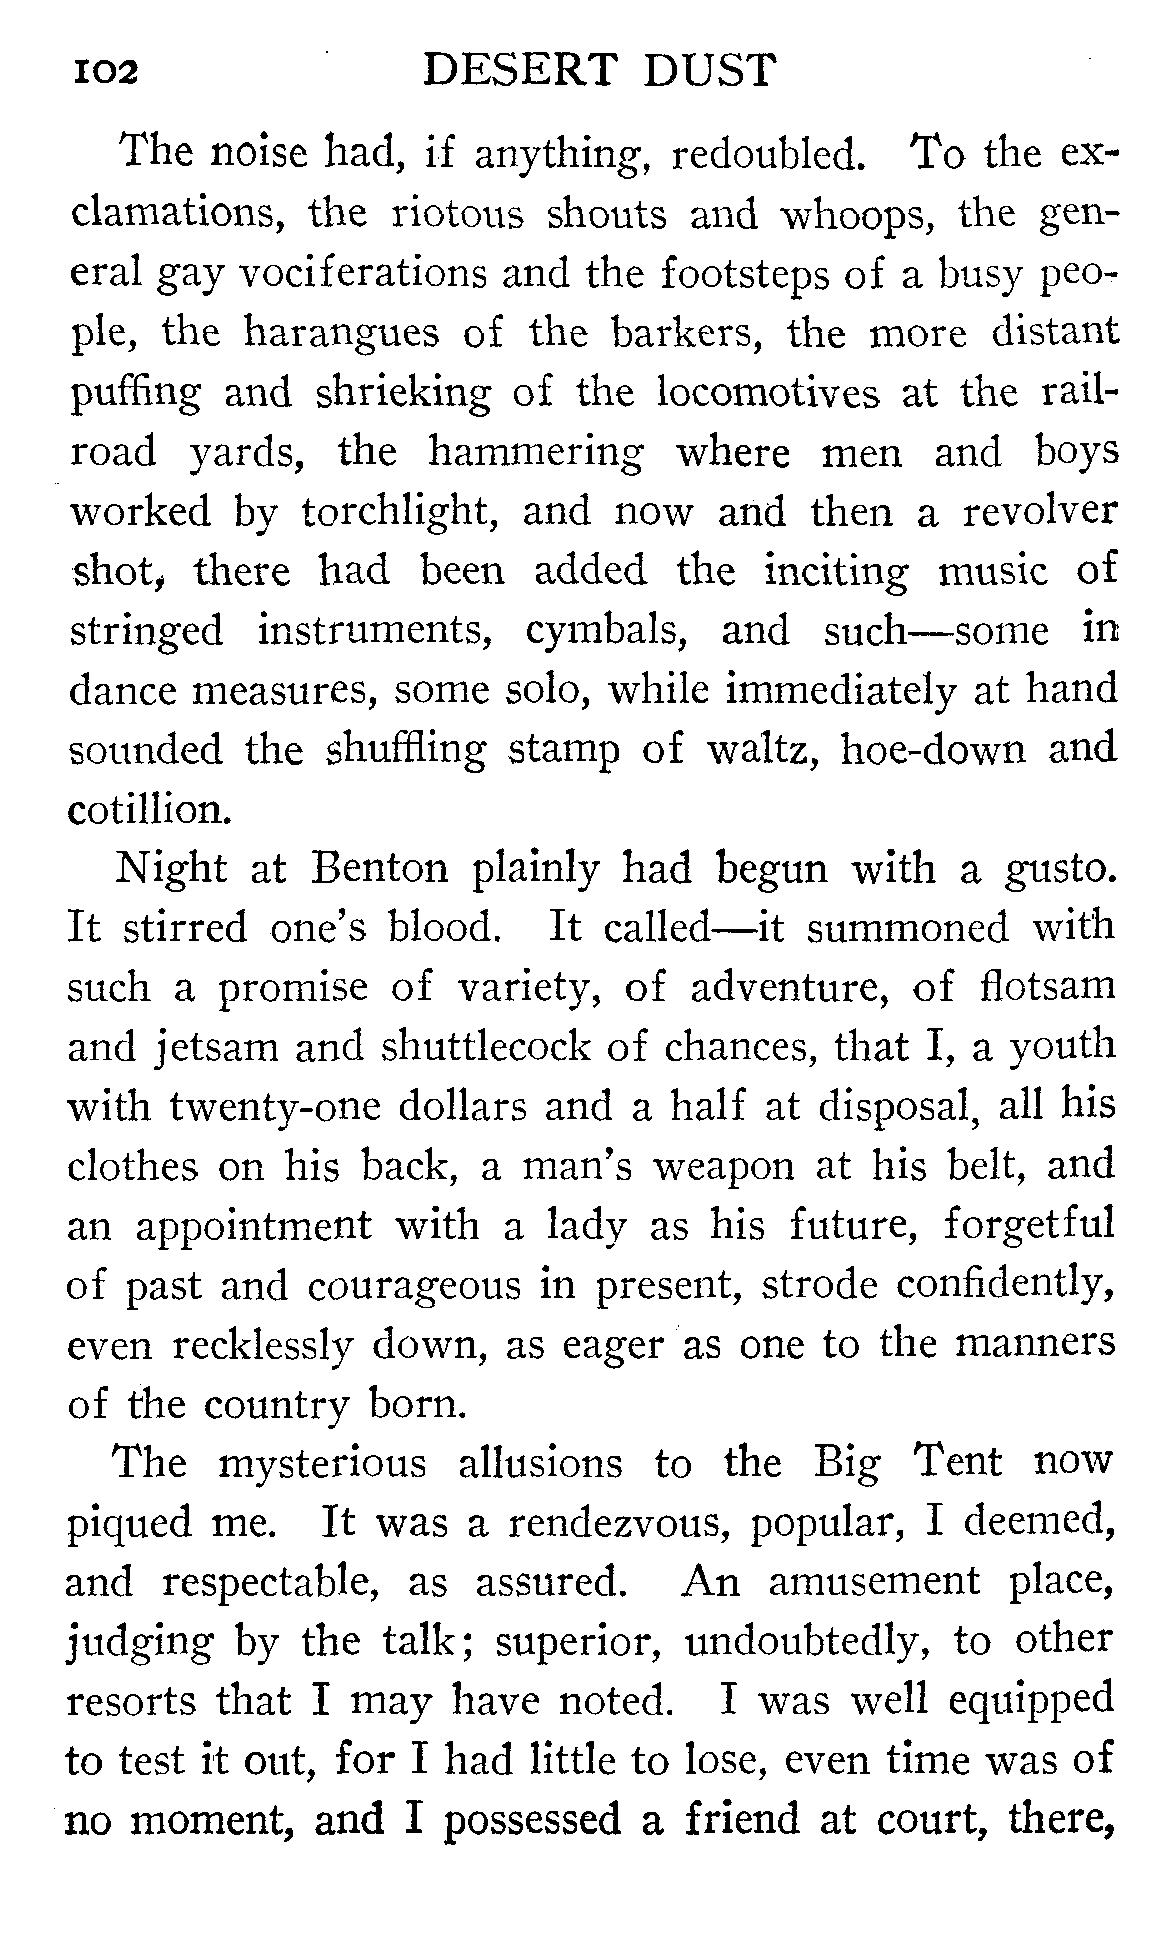 102 DESERT DUST
The noise had, if anything, redoubled. To the ex-
clamations, the riotous shouts and whoops, the gen-
eral gay vociferations and the footsteps of a busy peo-
ple, the harangues of the barkers, the more distant
puffing and shrieking of the locomotives at the rail-
road yards, the hammering where men and boys
worked by torchlight, and now and then a revolver
shot, there had been added the inciting music of
stringed instruments, cymbals, and such—some in
dance measures, some solo, while immediately at hand
sounded the shuffling stamp of waltz, hoe-down and
cotillion.
Night at Benton plainly had begun with a gusto.
It stirred one's blood. It called—it summoned with
such a promise of variety, of adventure, of flotsam
and jetsam and shuttlecock of chances, that I, a youth
with twenty-one dollars and a half at disposal, all his
clothes on his back, a man's weapon at his belt, and
an appointment with a lady as his future, forgetful
of past and courageous in present, strode confidently,
even recklessly down, as eager as one to the manners
of the country born.
The mysterious allusions to the Big Tent now
piqued me. It was a rendezvous, popular, I deemed,
and respectable, as assured. An amusement place,
judging by the talk; superior, undoubtedly, to other
resorts that I may have noted. I was well equipped
to test it out, for I had little to lose, even time was of
no moment, and I possessed a friend at court, there,